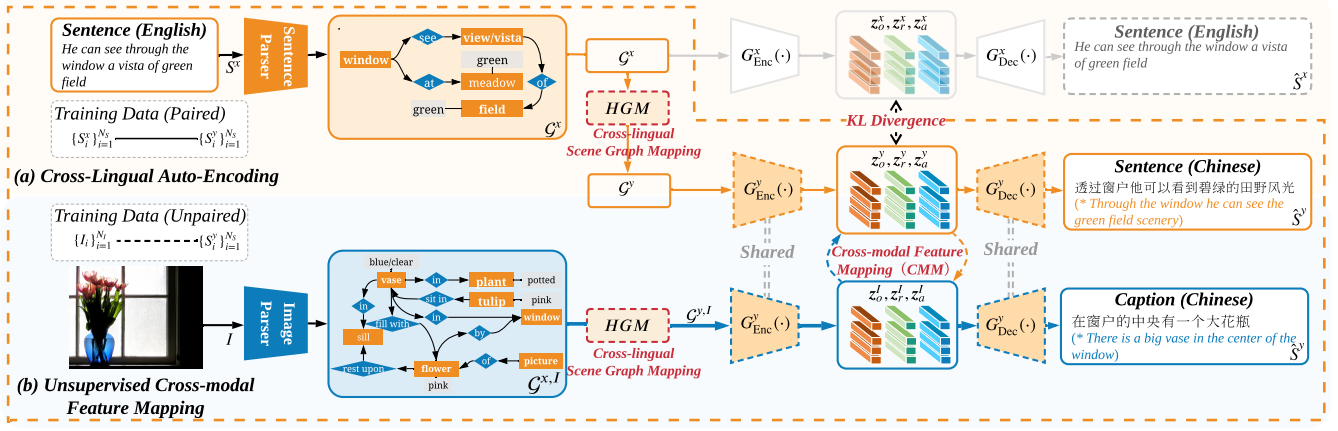 Sentence (English)
He can see through the
window a vista of green
field
S^x
Sentence
Parser
window
see
view/vista
green
at
meadow
of
green
field
𝒢^x
𝒢^x
HGM
Cross-lingual
Scene Graph Mapping
𝒢^y
G^x_Enc(·)
z^x_o, z^x_r, z^x_a
G^x_Dec(·)
Sentence (English)
He can see through the window a vista
of green field
Ŝ^x
KL Divergence
Training Data (Paired)
{S^x_i}^{N_S}_{i=1} {S^y_i}^{N_S}_{i=1}
(a) Cross-Lingual Auto-Encoding
G^y_Enc(·)
z^y_o, z^y_r, z^y_a
G^y_Dec(·)
Sentence (Chinese)
透过窗户他可以看到碧绿的田野风光
(* Through the window he can see the
green field scenery)
Ŝ^y
Shared
Cross-modal Feature
Mapping（CMM）
Shared
Training Data (Unpaired)
{I_i}^{N_I}_{i=1} {S^y_i}^{N_S}_{i=1}
I
Image
Parser
blue/clear
vase
in
plant
potted
sit in
tulip
pink
in
in
window
fill with
by
sill
rest upon
flower
of
picture
pink
𝒢^{x,I}
HGM
Cross-lingual
Scene Graph Mapping
𝒢^{y,I}
G^y_Enc(·)
z^I_o, z^I_r, z^I_a
G^y_Dec(·)
Caption (Chinese)
在窗户的中央有一个大花瓶
(* There is a big vase in the center of the
window)
Ŝ^y
(b) Unsupervised Cross-modal
Feature Mapping